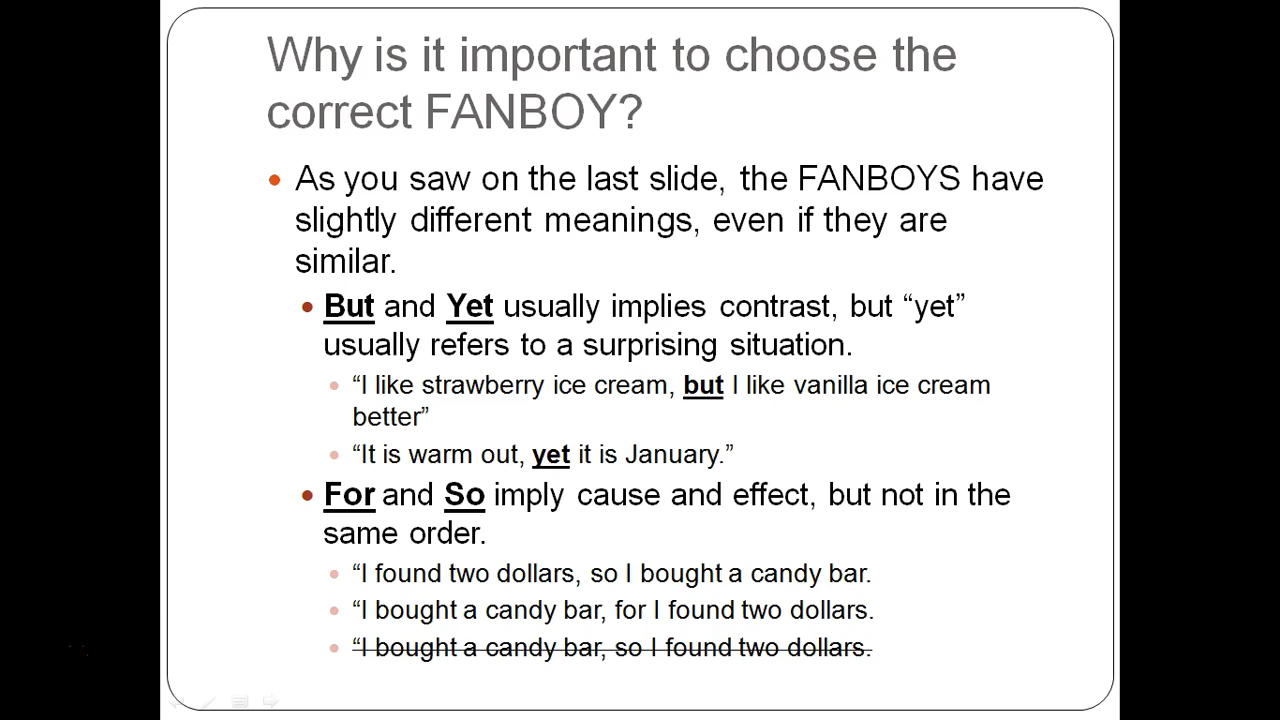 Why is it important to choose the
correct FANBOY?
As you saw on the last slide, the FANBOYS have
slightly different meanings, even if they are
similar.
But and Yet usually implies contrast, but “yet”
usually refers to a surprising situation.
“I like strawberry ice cream, but I like vanilla ice cream
better”
“It is warm out, yet it is January.”
For and So imply cause and effect, but not in the
same order.
“I found two dollars, so I bought a candy bar.
“I bought a candy bar, for I found two dollars.
“I bought a candy bar, so I found two dollars.